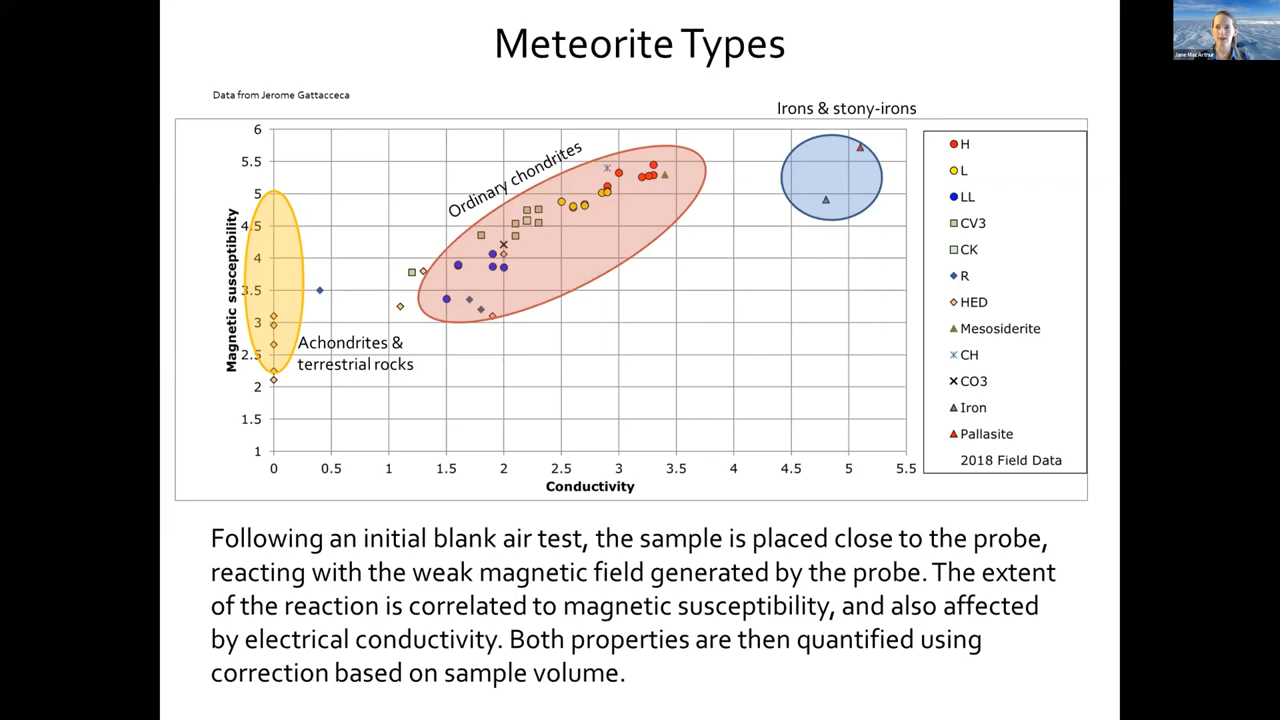 Meteorite Types
Jane MacArthur
Data from Jerome Gattacceca
Irons & stony-irons
Ordinary chondrites
Achondrites &
terrestrial rocks
Magnetic susceptibility
6
5.5
5
4.5
4
3.5
3
2.5
2
1.5
1
0 0.5 1 1.5 2 2.5 3 3.5 4 4.5 5 5.5
Conductivity
H
L
LL
CV3
CK
R
HED
Mesosiderite
CH
CO3
Iron
Pallasite
2018 Field Data
Following an initial blank air test, the sample is placed close to the probe,
reacting with the weak magnetic field generated by the probe. The extent
of the reaction is correlated to magnetic susceptibility, and also affected
by electrical conductivity. Both properties are then quantified using
correction based on sample volume.